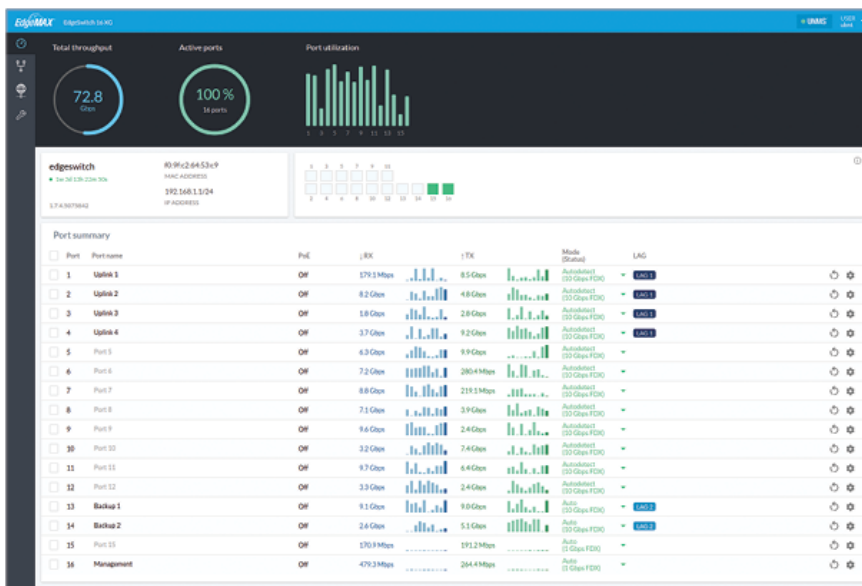 EdgeMAX EdgeSwitch 16 XG UNMS
Total throughput Active ports Port utilization
72.8 Gbps
100 % 16 ports
1 3 5 7 9 11 13 15
edgeswitch f0:9f:c2:64:53:c9
MAC ADDRESS
192.168.1.1/24
IP ADDRESS
2 4 6 8 10 12 13 14 15 16
Port summary
Port Port name PoE ↓RX ↑TX Mode (Status) LAG
1 Uplink 1 Off 179.1 Mbps 8.5 Gbps Autodetect (10 Gbps FDX) LAG 1
2 Uplink 2 Off 8.2 Gbps 4.8 Gbps Autodetect (10 Gbps FDX) LAG 1
3 Uplink 3 Off 1.8 Gbps 2.8 Gbps Autodetect (10 Gbps FDX) LAG 1
4 Uplink 4 Off 3.7 Gbps 9.2 Gbps Autodetect (10 Gbps FDX) LAG 1
5 Port 5 Off 6.3 Gbps 9.9 Gbps Autodetect (10 Gbps FDX)
6 Port 6 Off 7.2 Gbps 280.4 Mbps Autodetect (10 Gbps FDX)
7 Port 7 Off 8.8 Gbps 219.1 Mbps Autodetect (10 Gbps FDX)
8 Port 8 Off 7.1 Gbps 3.9 Gbps Autodetect (10 Gbps FDX)
9 Port 9 Off 9.6 Gbps 2.4 Gbps Autodetect (10 Gbps FDX)
10 Port 10 Off 3.2 Gbps 7.4 Gbps Autodetect (10 Gbps FDX)
11 Port 11 Off 9.7 Gbps 6.4 Gbps Autodetect (10 Gbps FDX)
12 Port 12 Off 3.3 Gbps 2.4 Gbps Autodetect (10 Gbps FDX)
13 Backup 1 Off 9.1 Gbps 9.0 Gbps Auto (10 Gbps FDX) LAG 2
14 Backup 2 Off 2.6 Gbps 5.1 Gbps Auto (10 Gbps FDX) LAG 2
15 Port 15 Off 170.9 Mbps 191.2 Mbps Auto (1 Gbps FDX)
16 Management Off 479.3 Mbps 264.4 Mbps Auto (1 Gbps FDX)